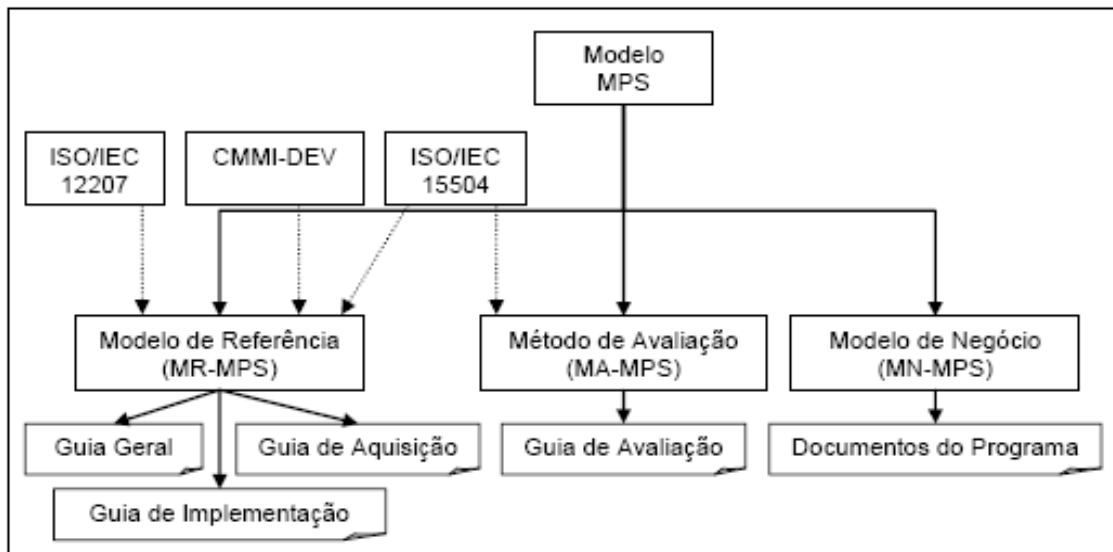 Modelo
MPS
ISO/IEC
12207
CMMI-DEV
ISO/IEC
15504
Modelo de Referência
(MR-MPS)
Método de Avaliação
(MA-MPS)
Modelo de Negócio
(MN-MPS)
Guia Geral
Guia de Aquisição
Guia de Avaliação
Documentos do Programa
Guia de Implementação